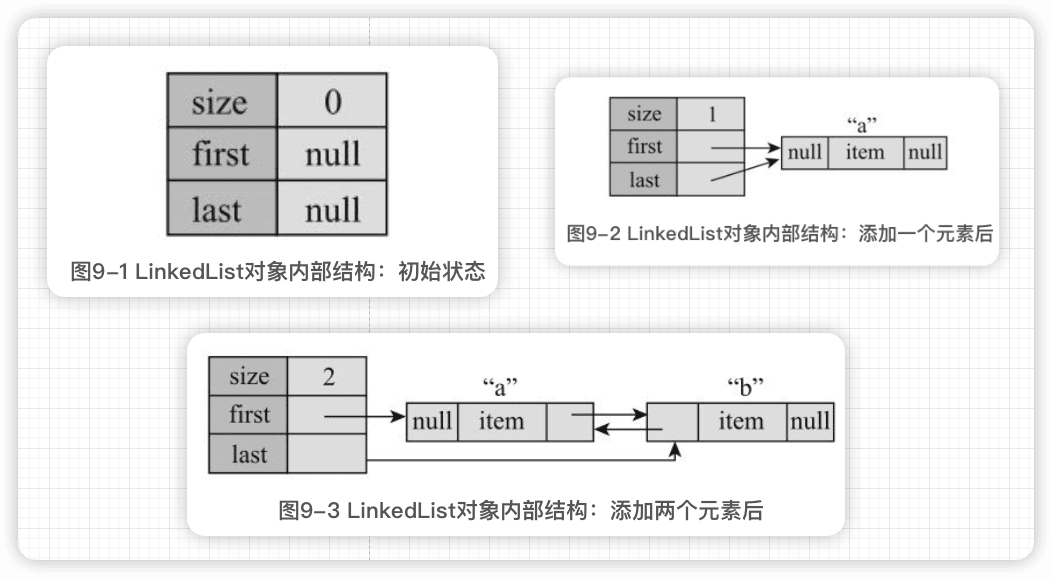 size 0
first null
last null
图9-1 LinkedList对象内部结构：初始状态
size 1
first
last
“a”
null item null
图9-2 LinkedList对象内部结构：添加一个元素后
size 2
first
last
“a”
null item
“b”
item null
图9-3 LinkedList对象内部结构：添加两个元素后